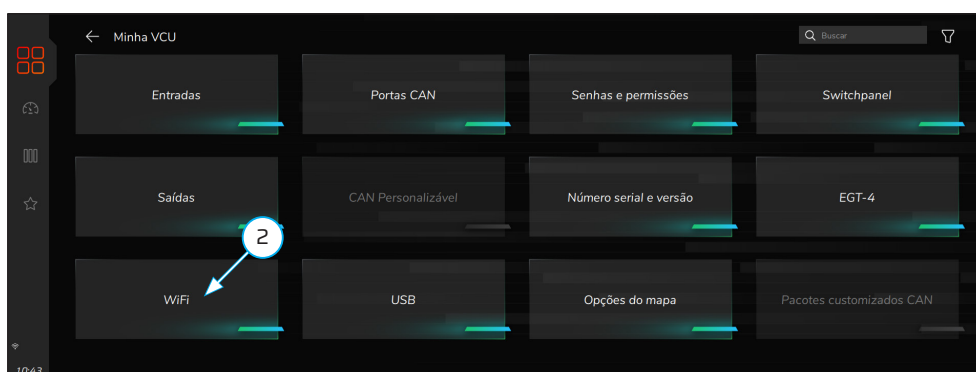 Minha VCU
Buscar
Entradas
Portas CAN
Senhas e permissões
Switchpanel
Saídas
CAN Personalizável
Número serial e versão
EGT-4
2
WiFi
USB
Opções do mapa
Pacotes customizados CAN
10:43